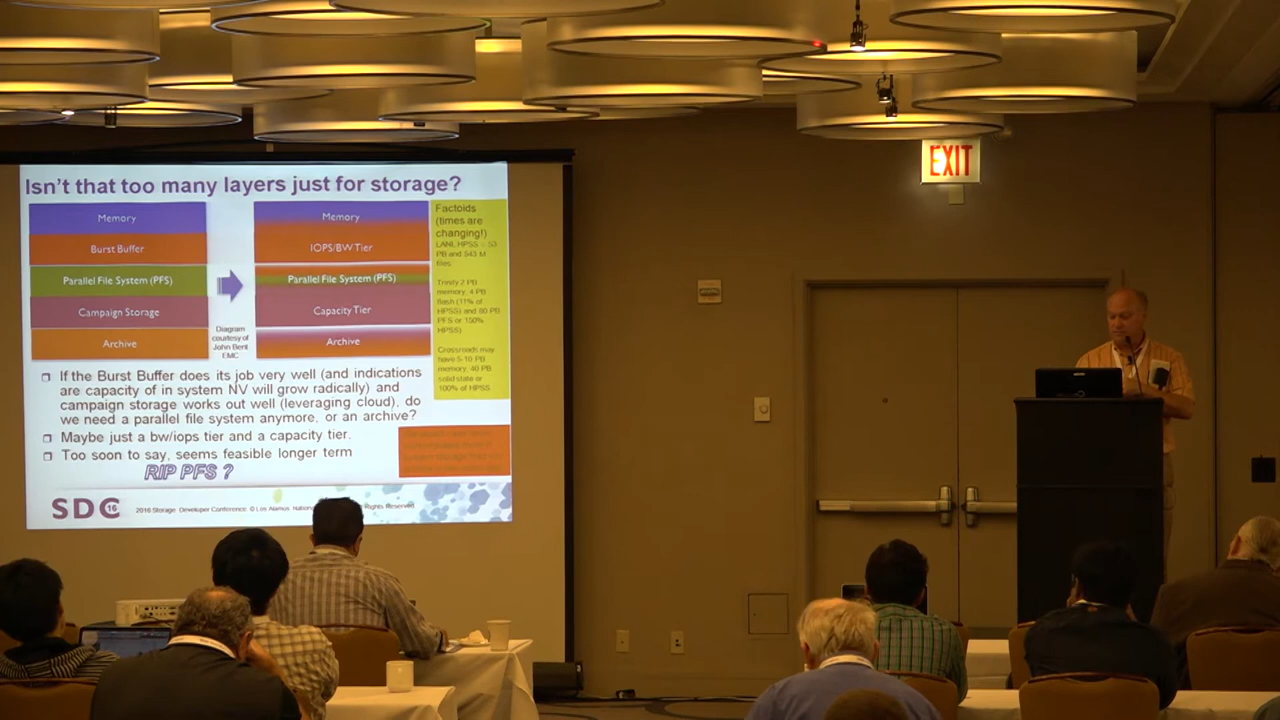 Isn't that too many layers just for storage?
Memory
Burst Buffer
Parallel File System (PFS)
Campaign Storage
Archive
Diagram
courtesy of
John Bent
EMC
Memory
IOPS/BW Tier
Parallel File System (PFS)
Capacity Tier
Archive
Factoids
(times are
changing!)
LANL HPSS = 53
PB and 543 M
files
Trinity 2 PB
memory, 4 PB
flash (11% of
HPSS) and 80 PB
PFS or 150%
HPSS)
Crossroads may
have 5-10 PB
memory, 40 PB
solid state or
100% of HPSS
If the Burst Buffer does its job very well (and indications
are capacity of in system NV will grow radically) and
campaign storage works out well (leveraging cloud), do
we need a parallel file system anymore, or an archive?
Maybe just a bw/iops tier and a capacity tier.
Too soon to say, seems feasible longer term
RIP PFS ?
SDC 16
2016 Storage Developer Conference. © Los Alamos Rights Reserved.
EXIT